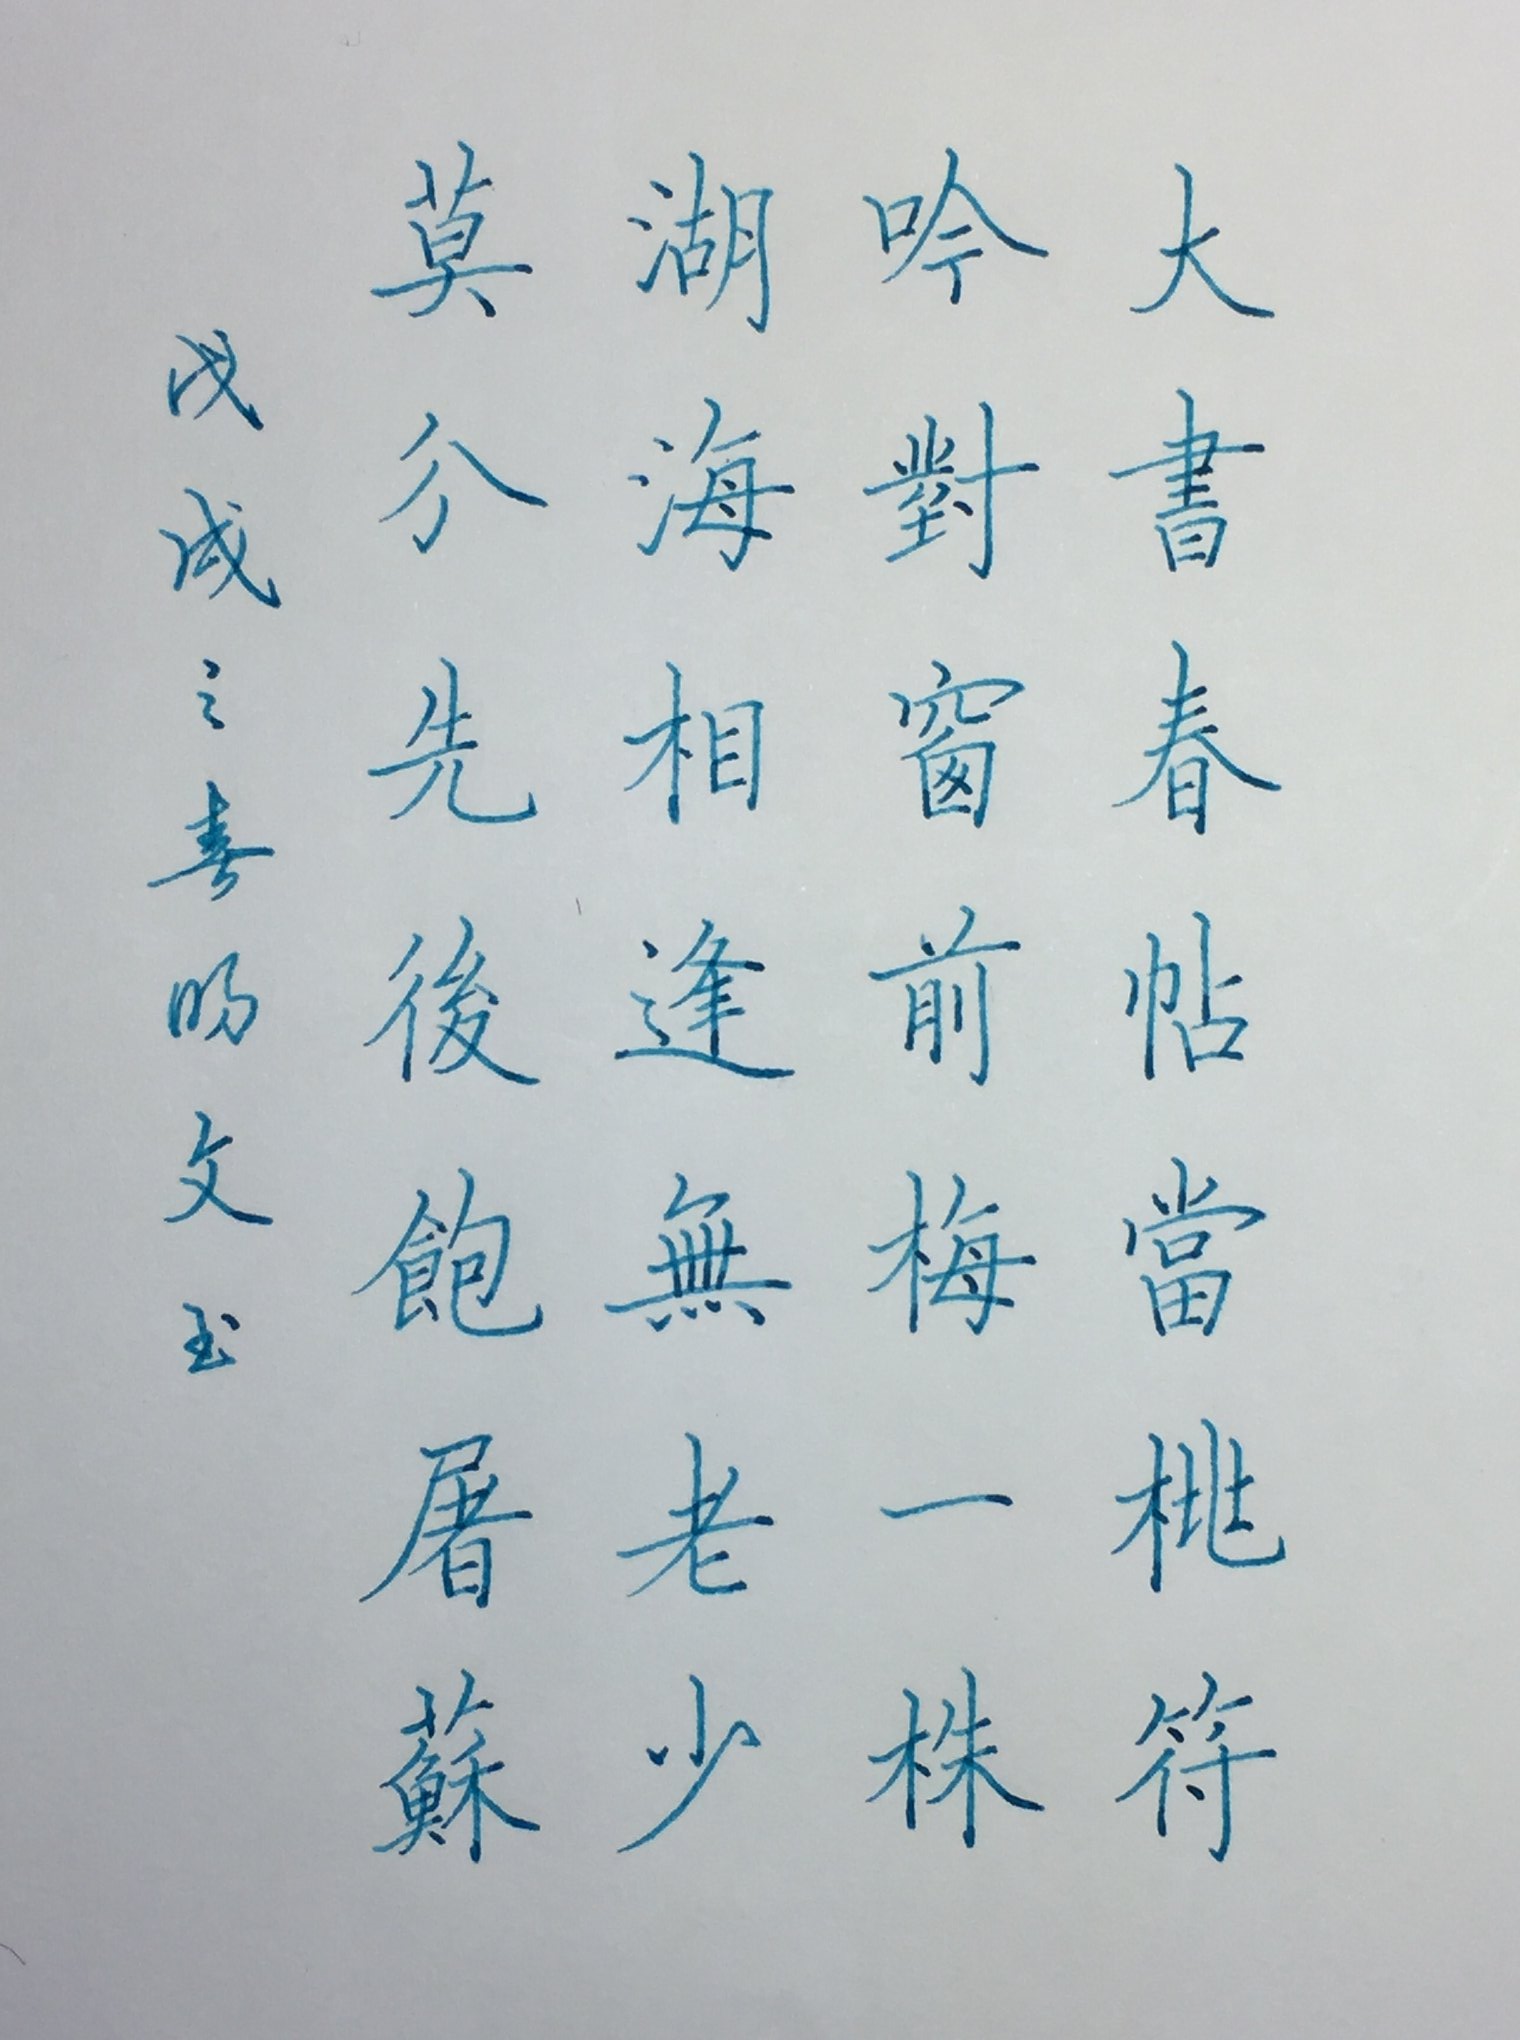 大書春帖當桃符
吟對窗前梅一株
湖海相逢無老少
莫分先後飽屠蘇
戊戌之春 文玉